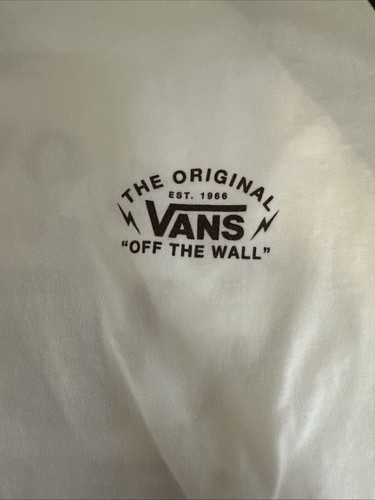 THE ORIGINAL
EST. 1966
VANS
"OFF THE WALL"